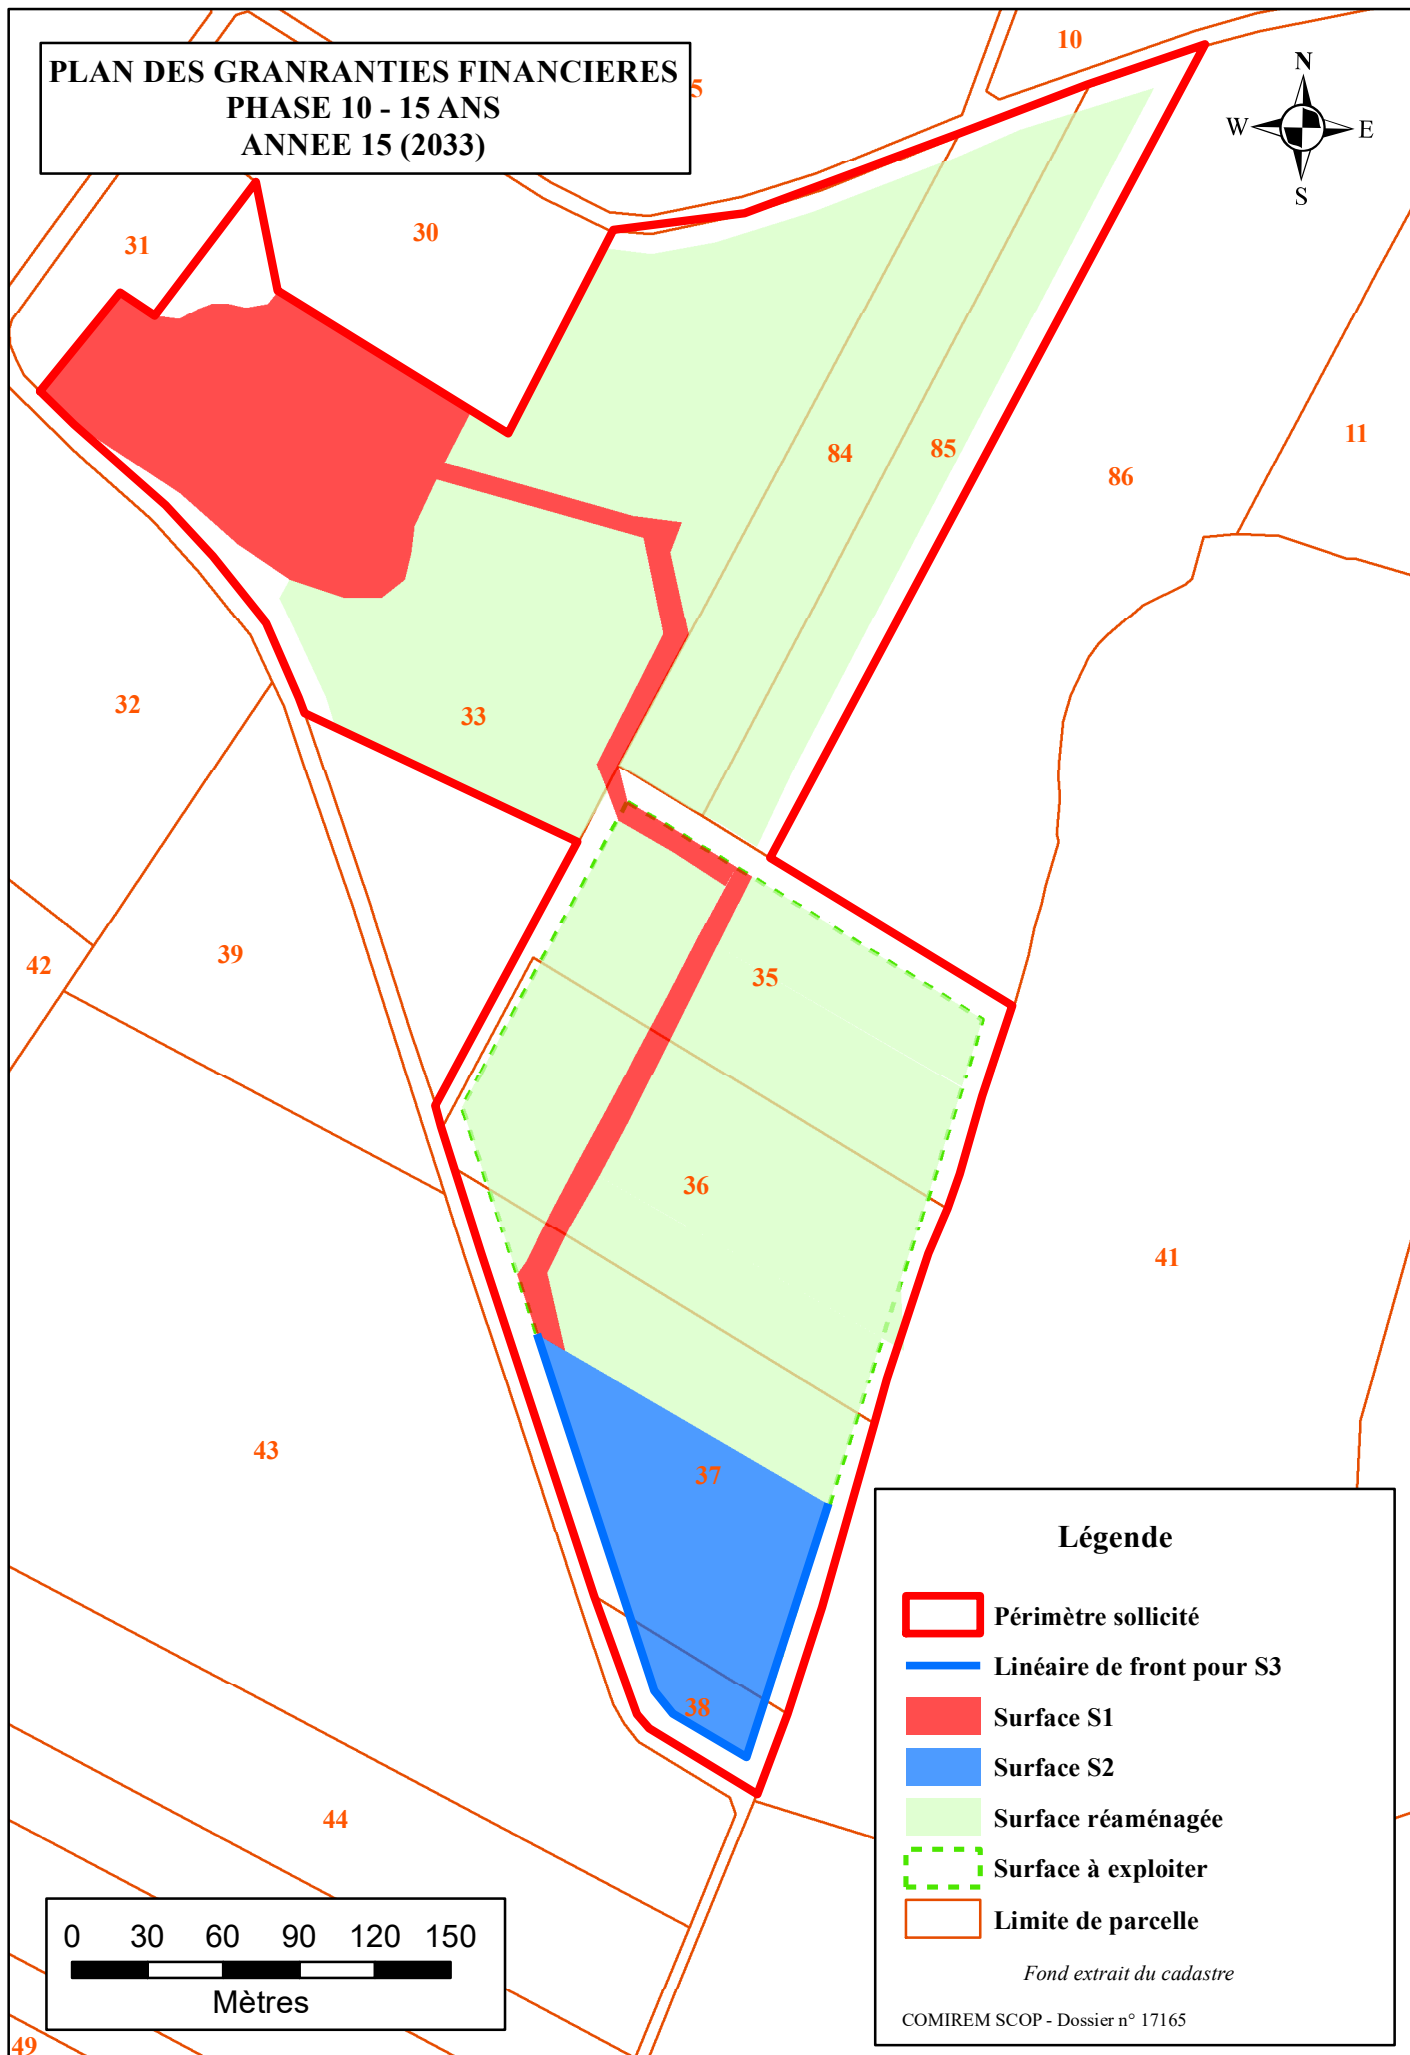 PLAN DES GRANRANTIES FINANCIERES
PHASE 10 - 15 ANS
ANNEE 15 (2033)
5
10
N
W
E
S
31
30
84
85
86
11
32
33
42
39
35
36
41
43
37
38
44
49
0 30 60 90 120 150
Mètres
Légende
Périmètre sollicité
Linéaire de front pour S3
Surface S1
Surface S2
Surface réaménagée
Surface à exploiter
Limite de parcelle
Fond extrait du cadastre
COMIREM SCOP - Dossier n° 17165